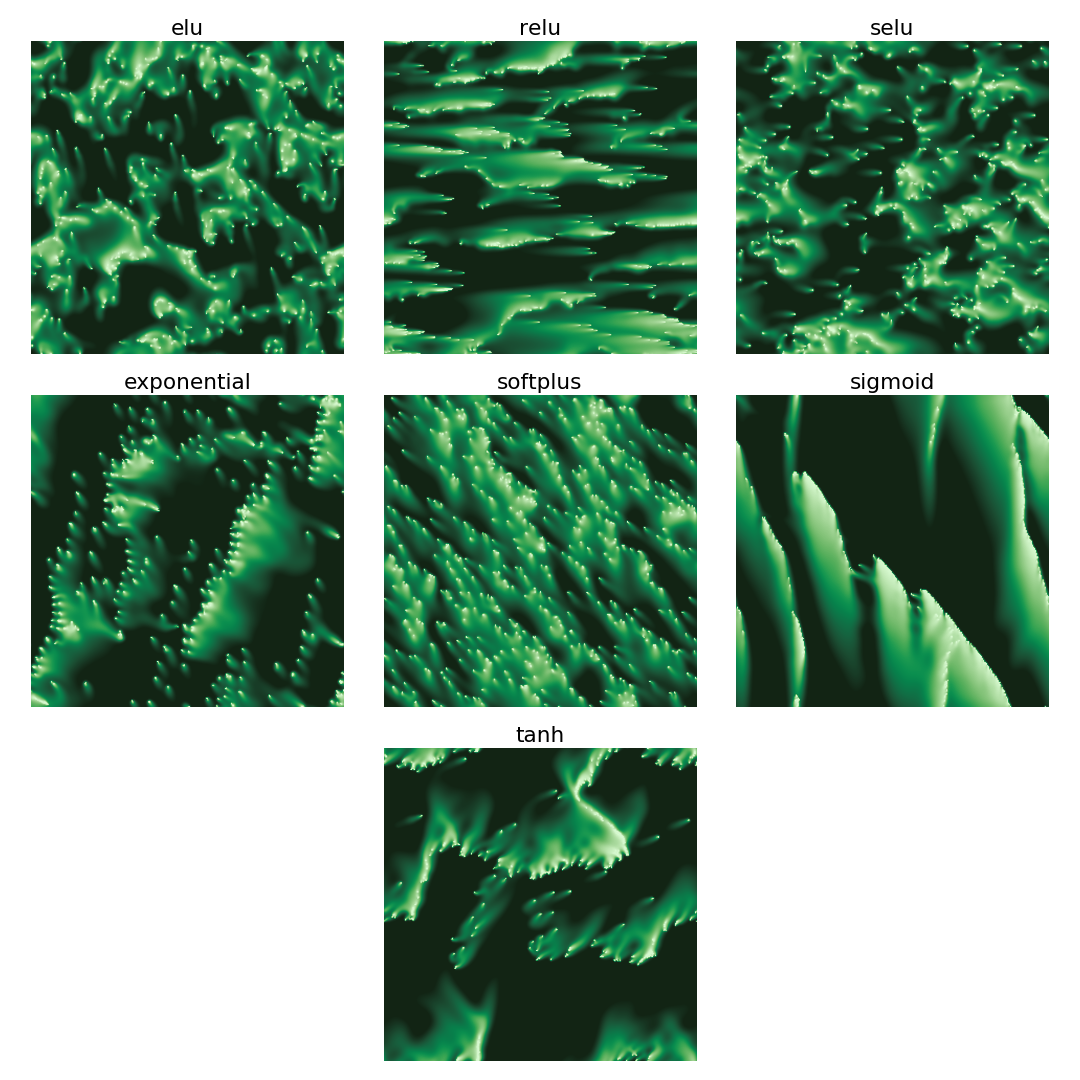 elu
relu
selu
exponential
softplus
sigmoid
tanh